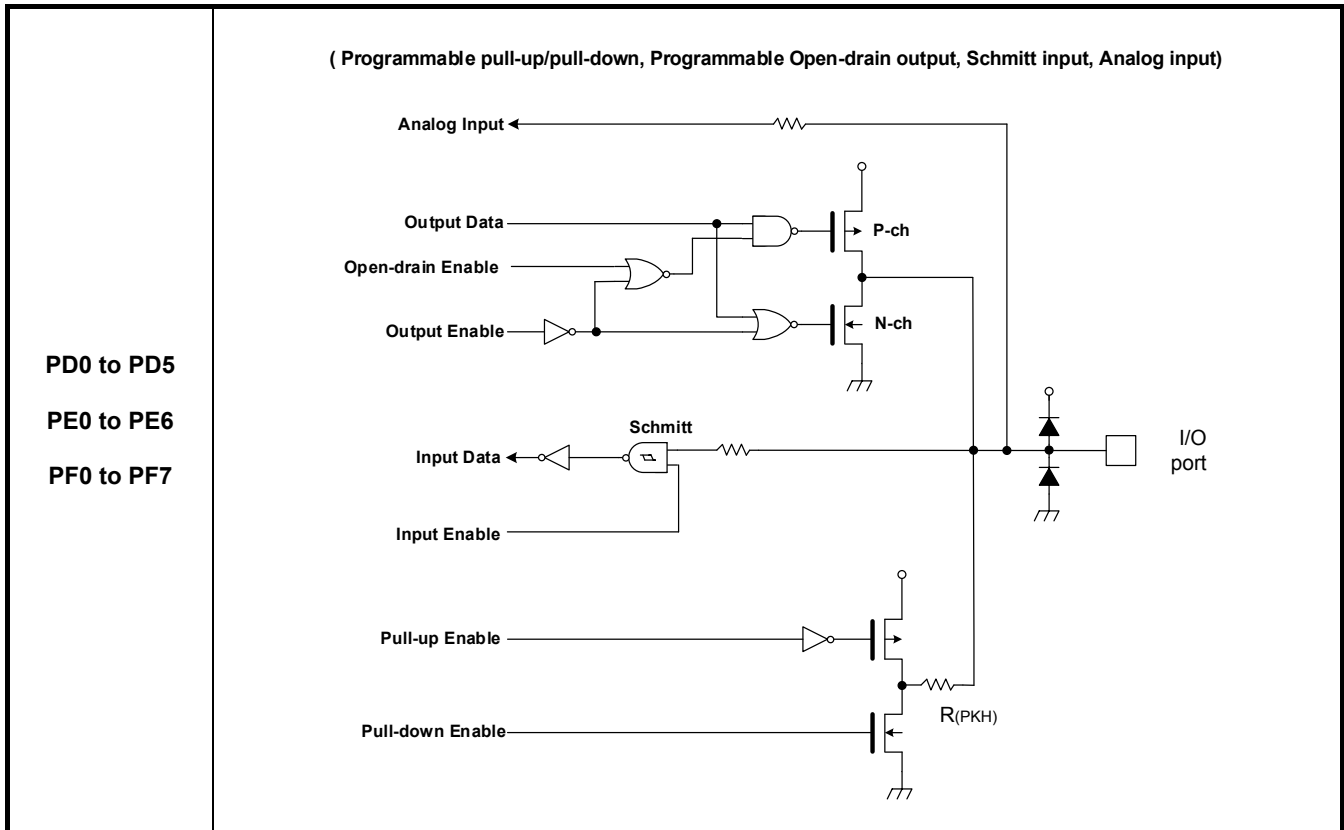 PD0 to PD5
PE0 to PE6
PF0 to PF7
( Programmable pull-up/pull-down, Programmable Open-drain output, Schmitt input, Analog input)
Analog Input
Output Data
P-ch
Open-drain Enable
Output Enable
N-ch
Schmitt
Input Data
I/O
port
Input Enable
Pull-up Enable
R(PKH)
Pull-down Enable